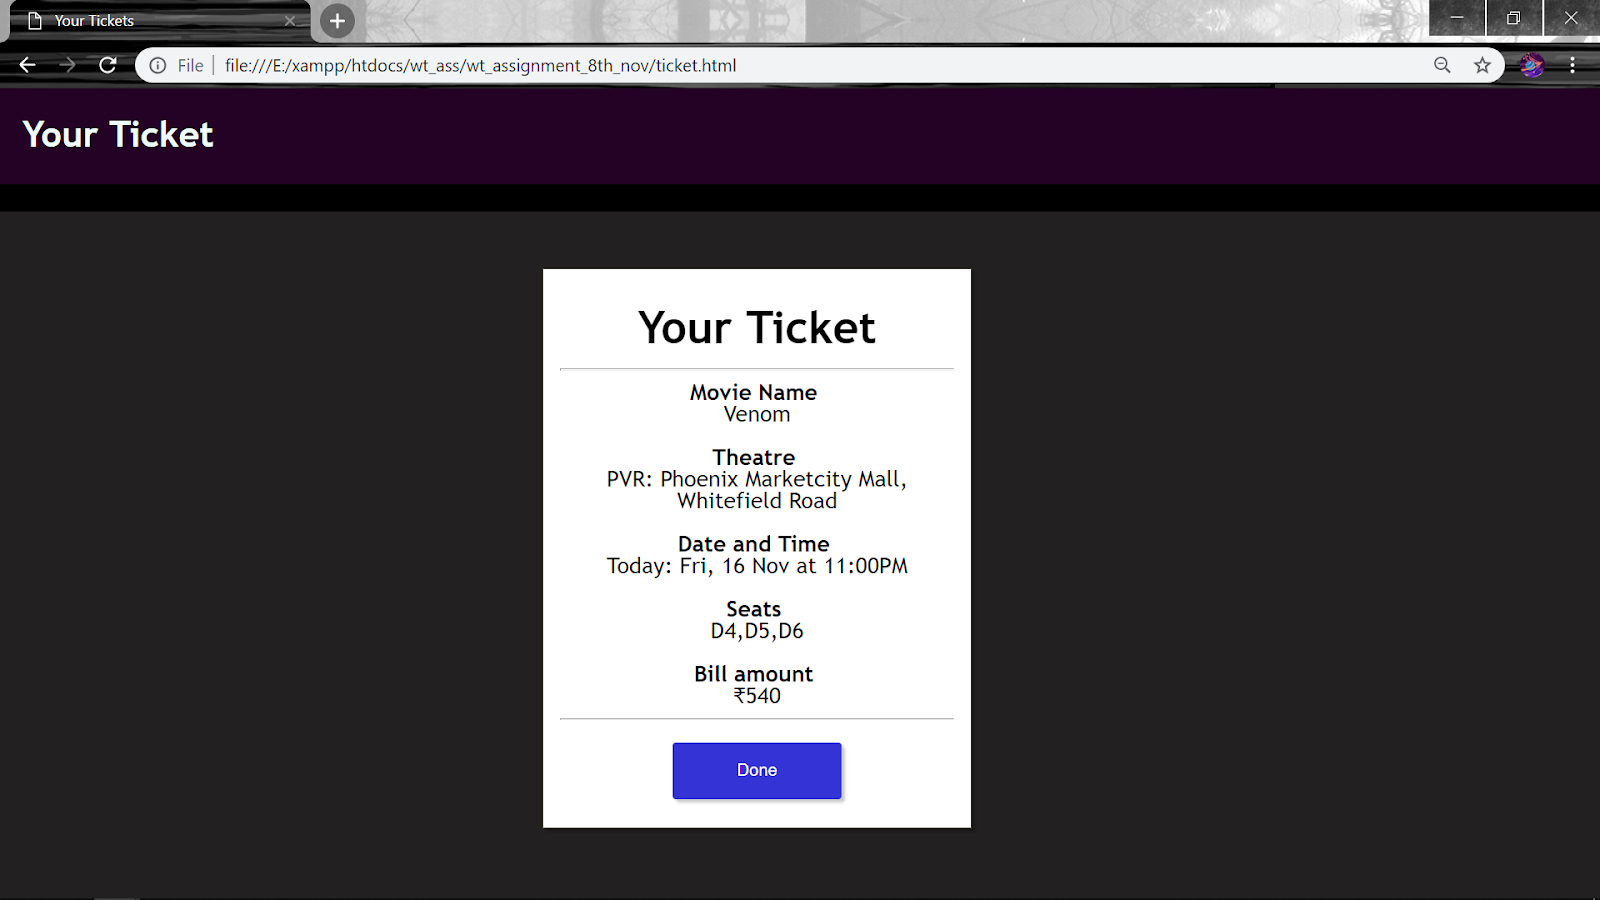 Your Tickets
File
file:///E:/xampp/htdocs/wt_ass/wt_assignment_8th_nov/ticket.html
Your Ticket
Your Ticket
Movie Name
Venom
Theatre
PVR: Phoenix Marketcity Mall,
Whitefield Road
Date and Time
Today: Fri, 16 Nov at 11:00PM
Seats
D4,D5,D6
Bill amount
₹540
Done